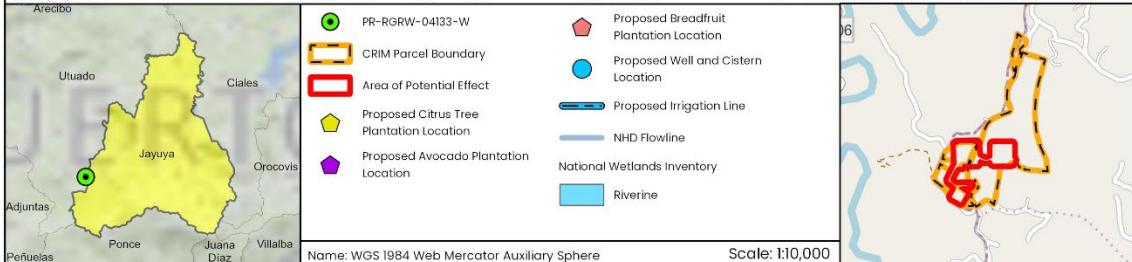 Arecibo
Utuado
Ciales
Jayuya
Orocovis
Adjuntas
Ponce
Juana
Díaz
Villalba
Peñuelas
PR-RGRW-04133-W
CRIM Parcel Boundary
Area of Potential Effect
Proposed Citrus Tree
Plantation Location
Proposed Avocado Plantation
Location
Proposed Breadfruit
Plantation Location
Proposed Well and Cistern
Location
Proposed Irrigation Line
NHD Flowline
National Wetlands Inventory
Riverine
Name: WGS 1984 Web Mercator Auxiliary Sphere
Scale: 1:10,000
06